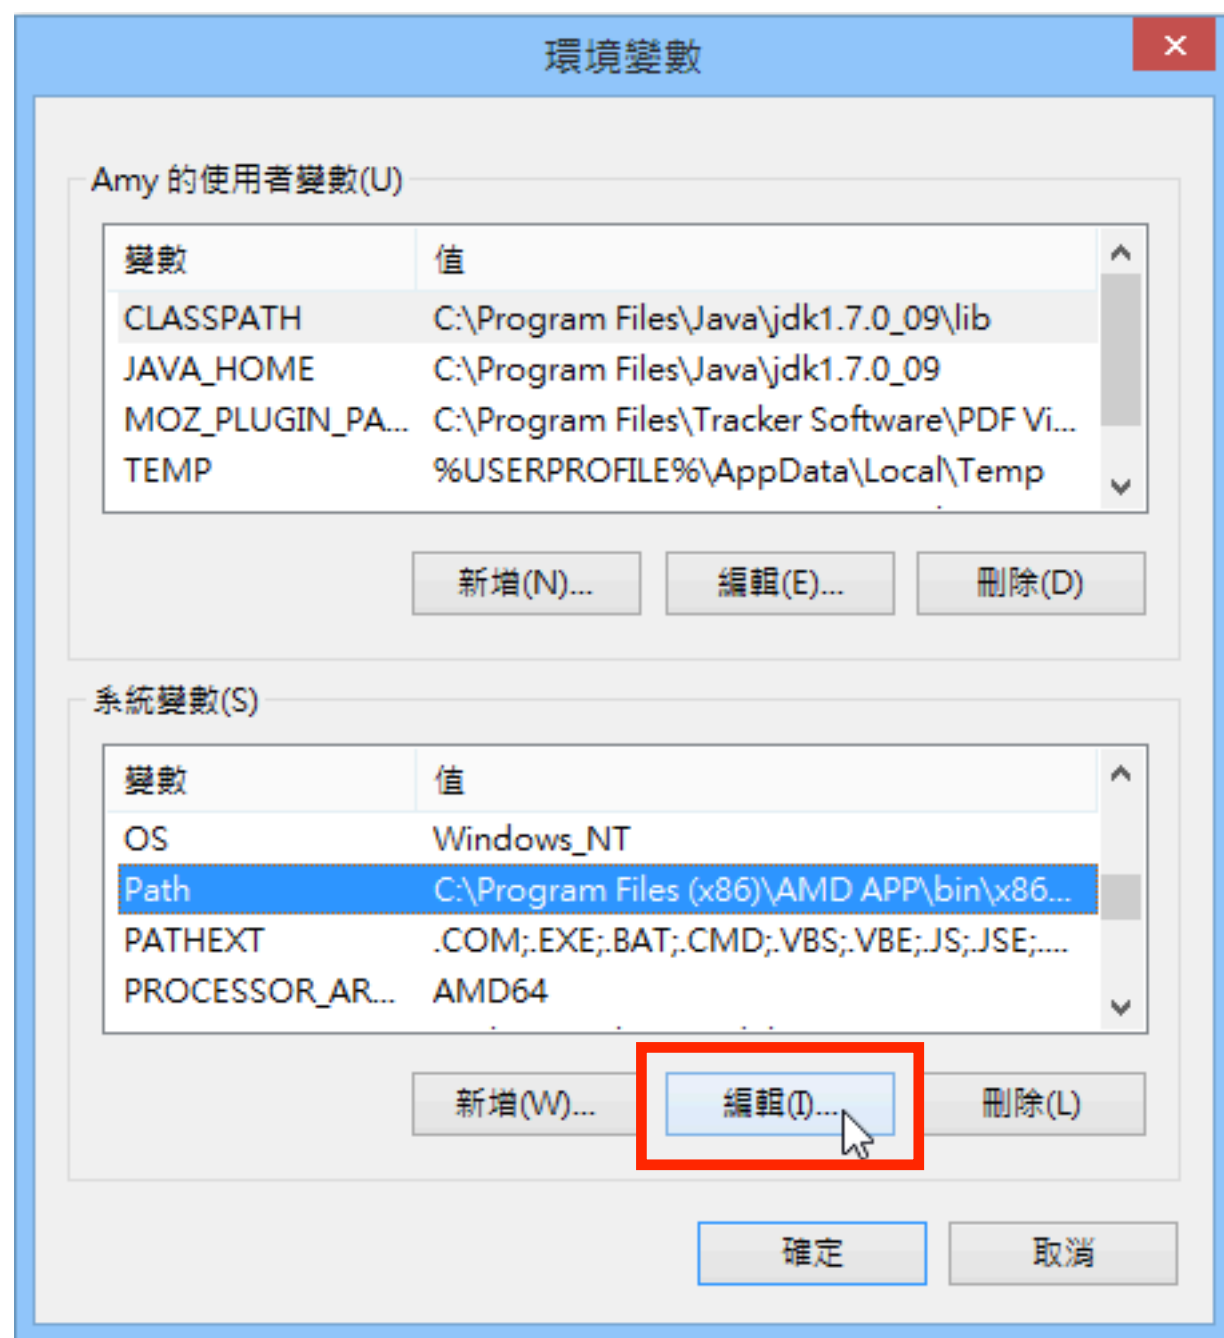 環境變數
Amy 的使用者變數(U)
變數 值
CLASSPATH C:\Program Files\Java\jdk1.7.0_09\lib
JAVA_HOME C:\Program Files\Java\jdk1.7.0_09
MOZ_PLUGIN_PA... C:\Program Files\Tracker Software\PDF Vi...
TEMP %USERPROFILE%\AppData\Local\Temp
新增(N)... 編輯(E)... 刪除(D)
系統變數(S)
變數 值
OS Windows_NT
Path C:\Program Files (x86)\AMD APP\bin\x86...
PATHEXT .COM;.EXE;.BAT;.CMD;.VBS;.VBE;.JS;.JSE;....
PROCESSOR_AR... AMD64
新增(W)... 編輯(I)... 刪除(L)
確定 取消